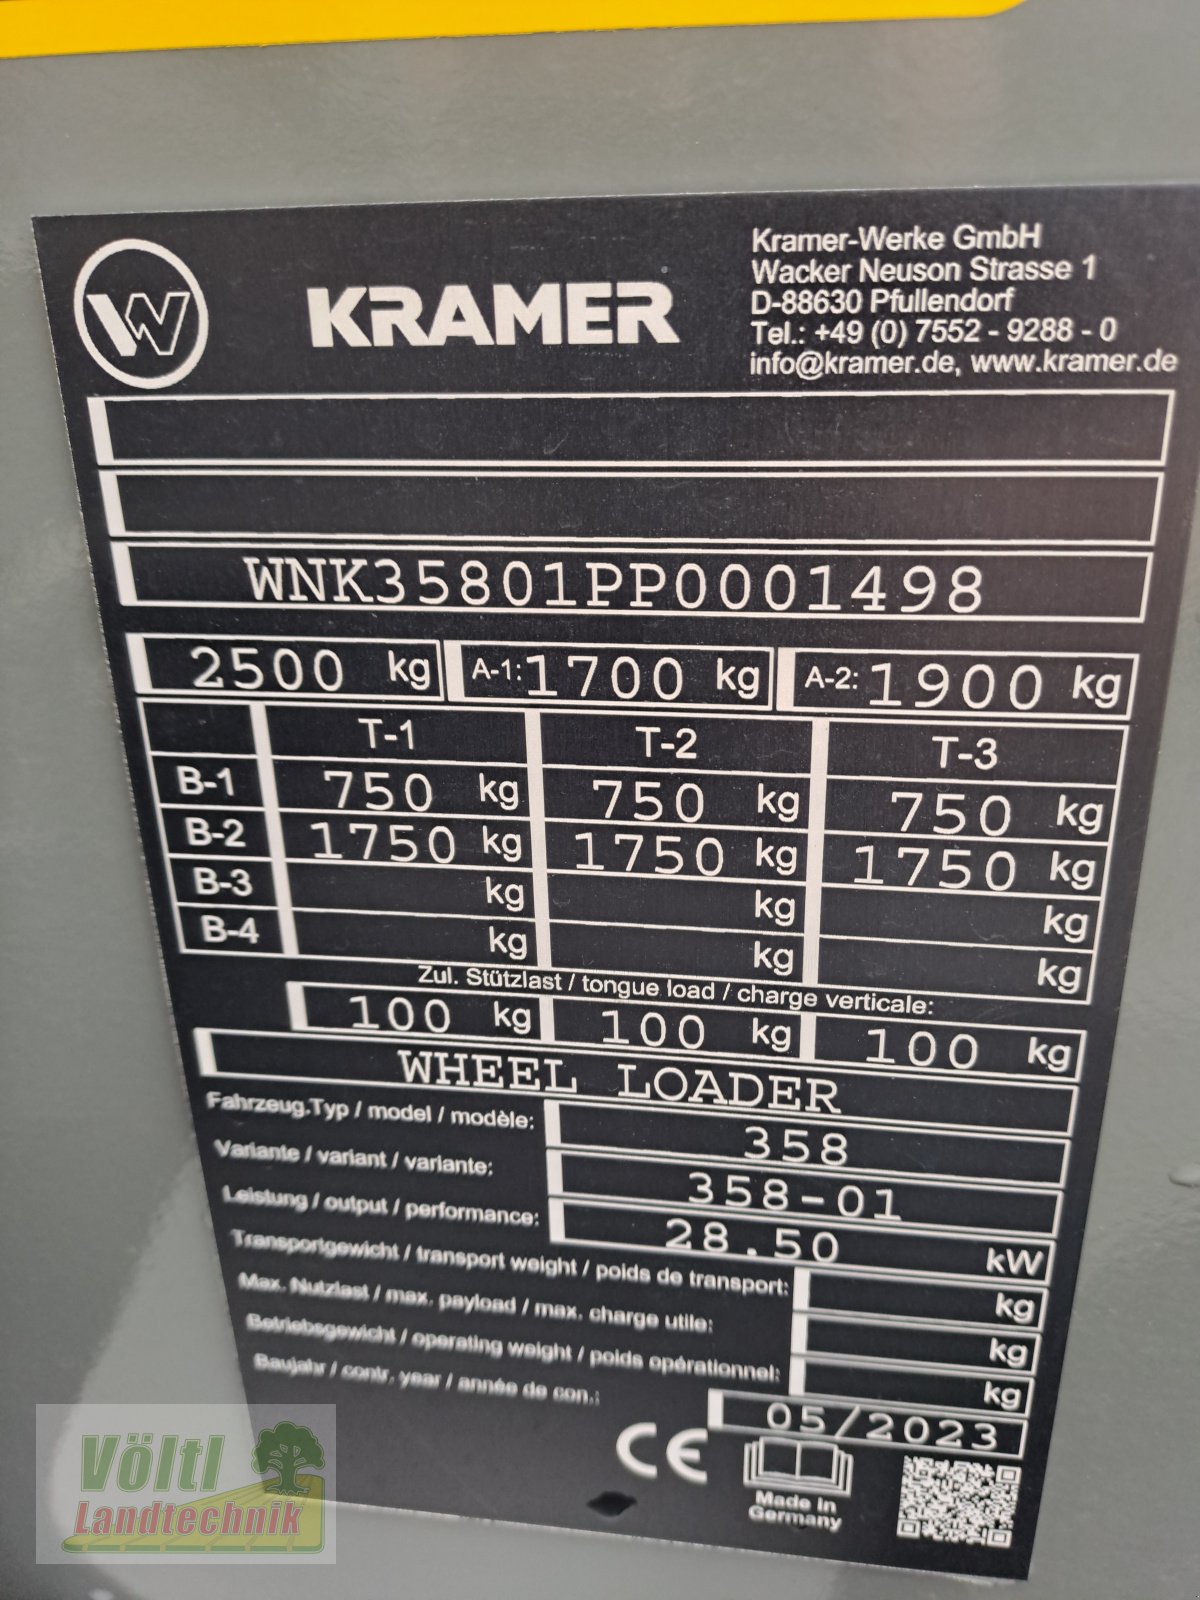 KRAMER
Kramer-Werke GmbH
Wacker Neuson Strasse 1
D-88630 Pfullendorf
Tel.: +49 (0) 7552 - 9288 - 0
info@kramer.de, www.kramer.de
WNK35801PP0001498
2500 kg A-1: 1700 kg A-2: 1900 kg
T-1 T-2 T-3
B-1 750 kg 750 kg 750 kg
B-2 1750 kg 1750 kg 1750 kg
B-3 kg kg kg
B-4 kg kg kg
Zul. Stützlast / tongue load / charge verticale:
100 kg 100 kg 100 kg
WHEEL LOADER
Fahrzeug.Typ / model / modèle: 358
Variante / variant / variante: 358-01
Leistung / output / performance: 28.50 kW
Transportgewicht / transport weight / poids de transport: kg
Max. Nutzlast / max. payload / max. charge utile: kg
Betriebsgewicht / operating weight / poids opérationnel: kg
Baujahr / contr. year / année de con.: 05/2023
CE
Made in
Germany
Völtl
Landtechnik